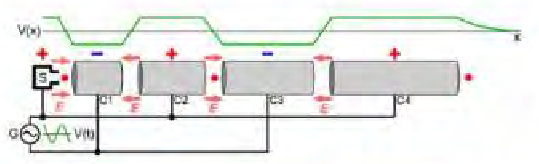 V(x) x
+ − + − +
S
E E E
C1 C2 C3 C4
G V(t)